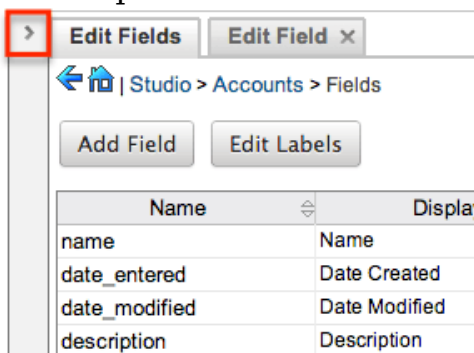 > Edit Fields Edit Field ×
| Studio > Accounts > Fields
Add Field Edit Labels
Name Displa
name Name
date_entered Date Created
date_modified Date Modified
description Description